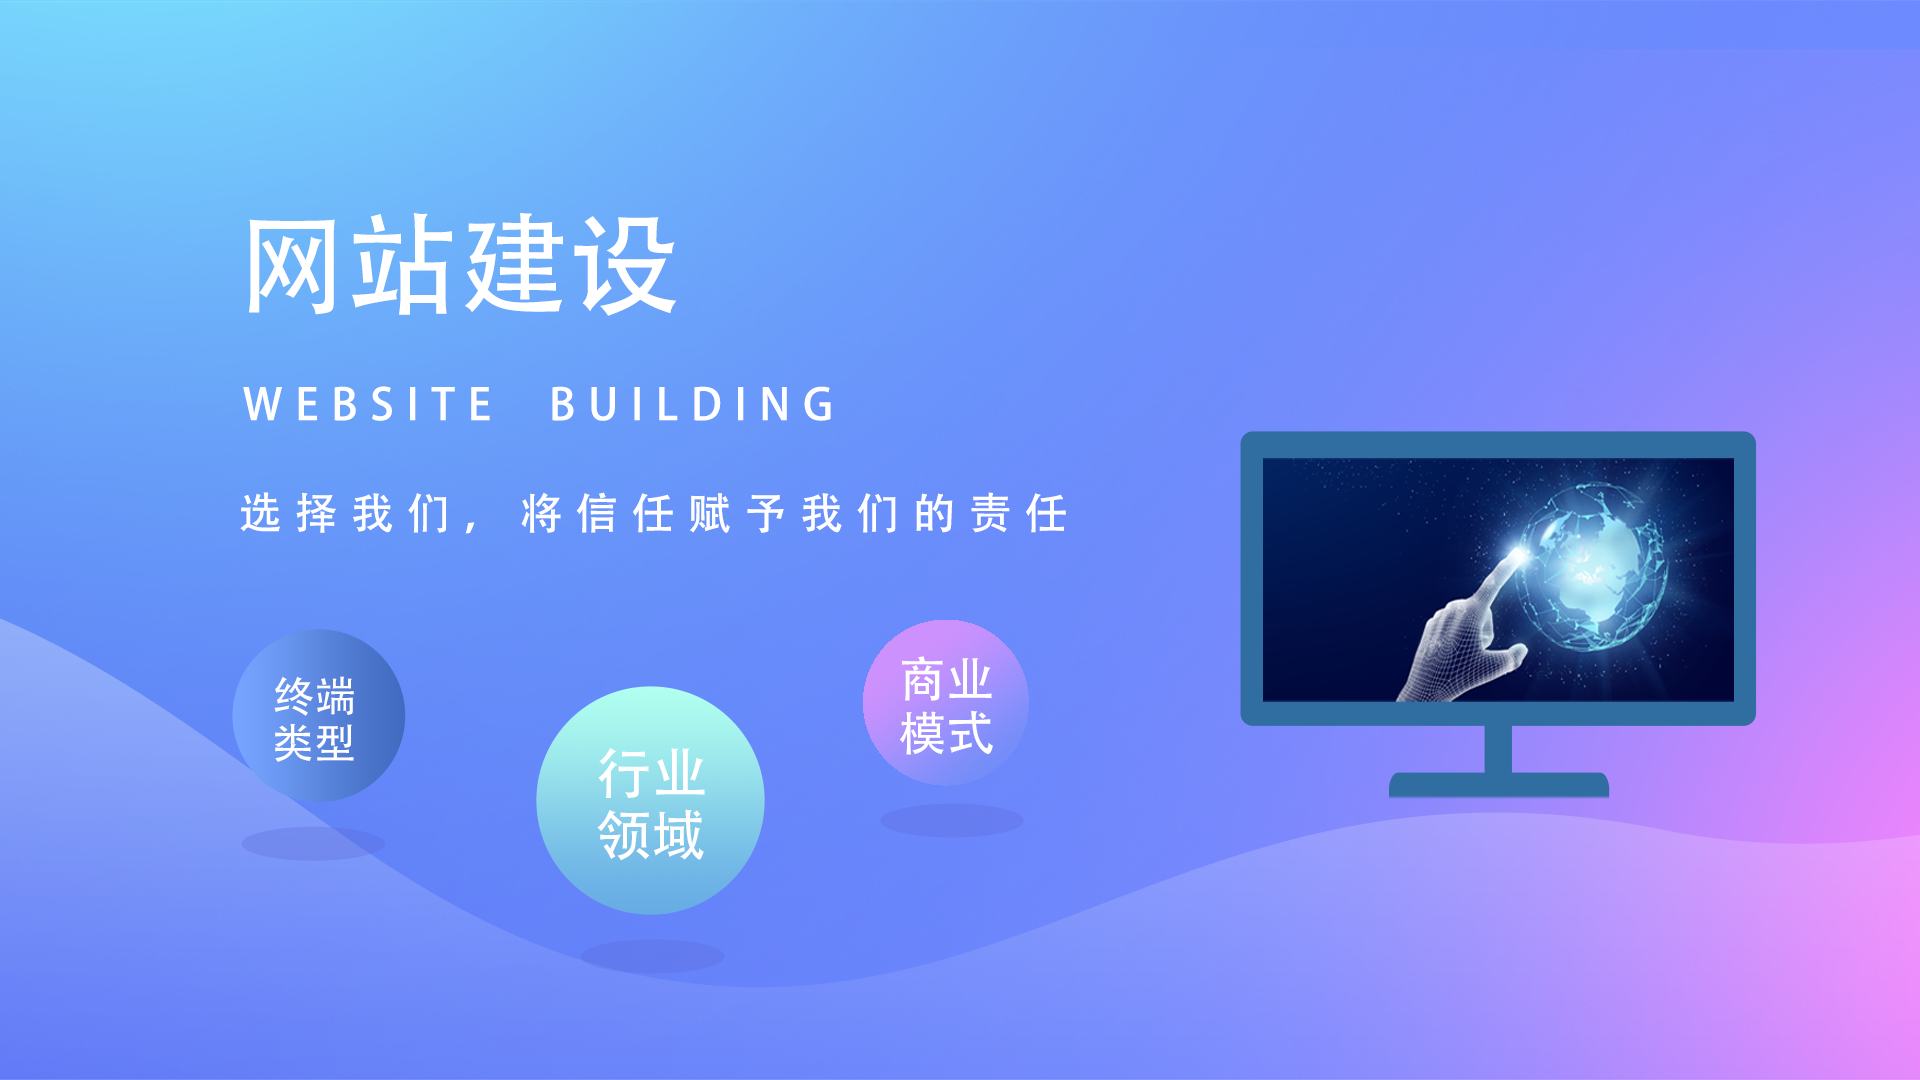 网站建设
WEBSITE BUILDING
选择我们，将信任赋予我们的责任
终端
类型
行业
领域
商业
模式